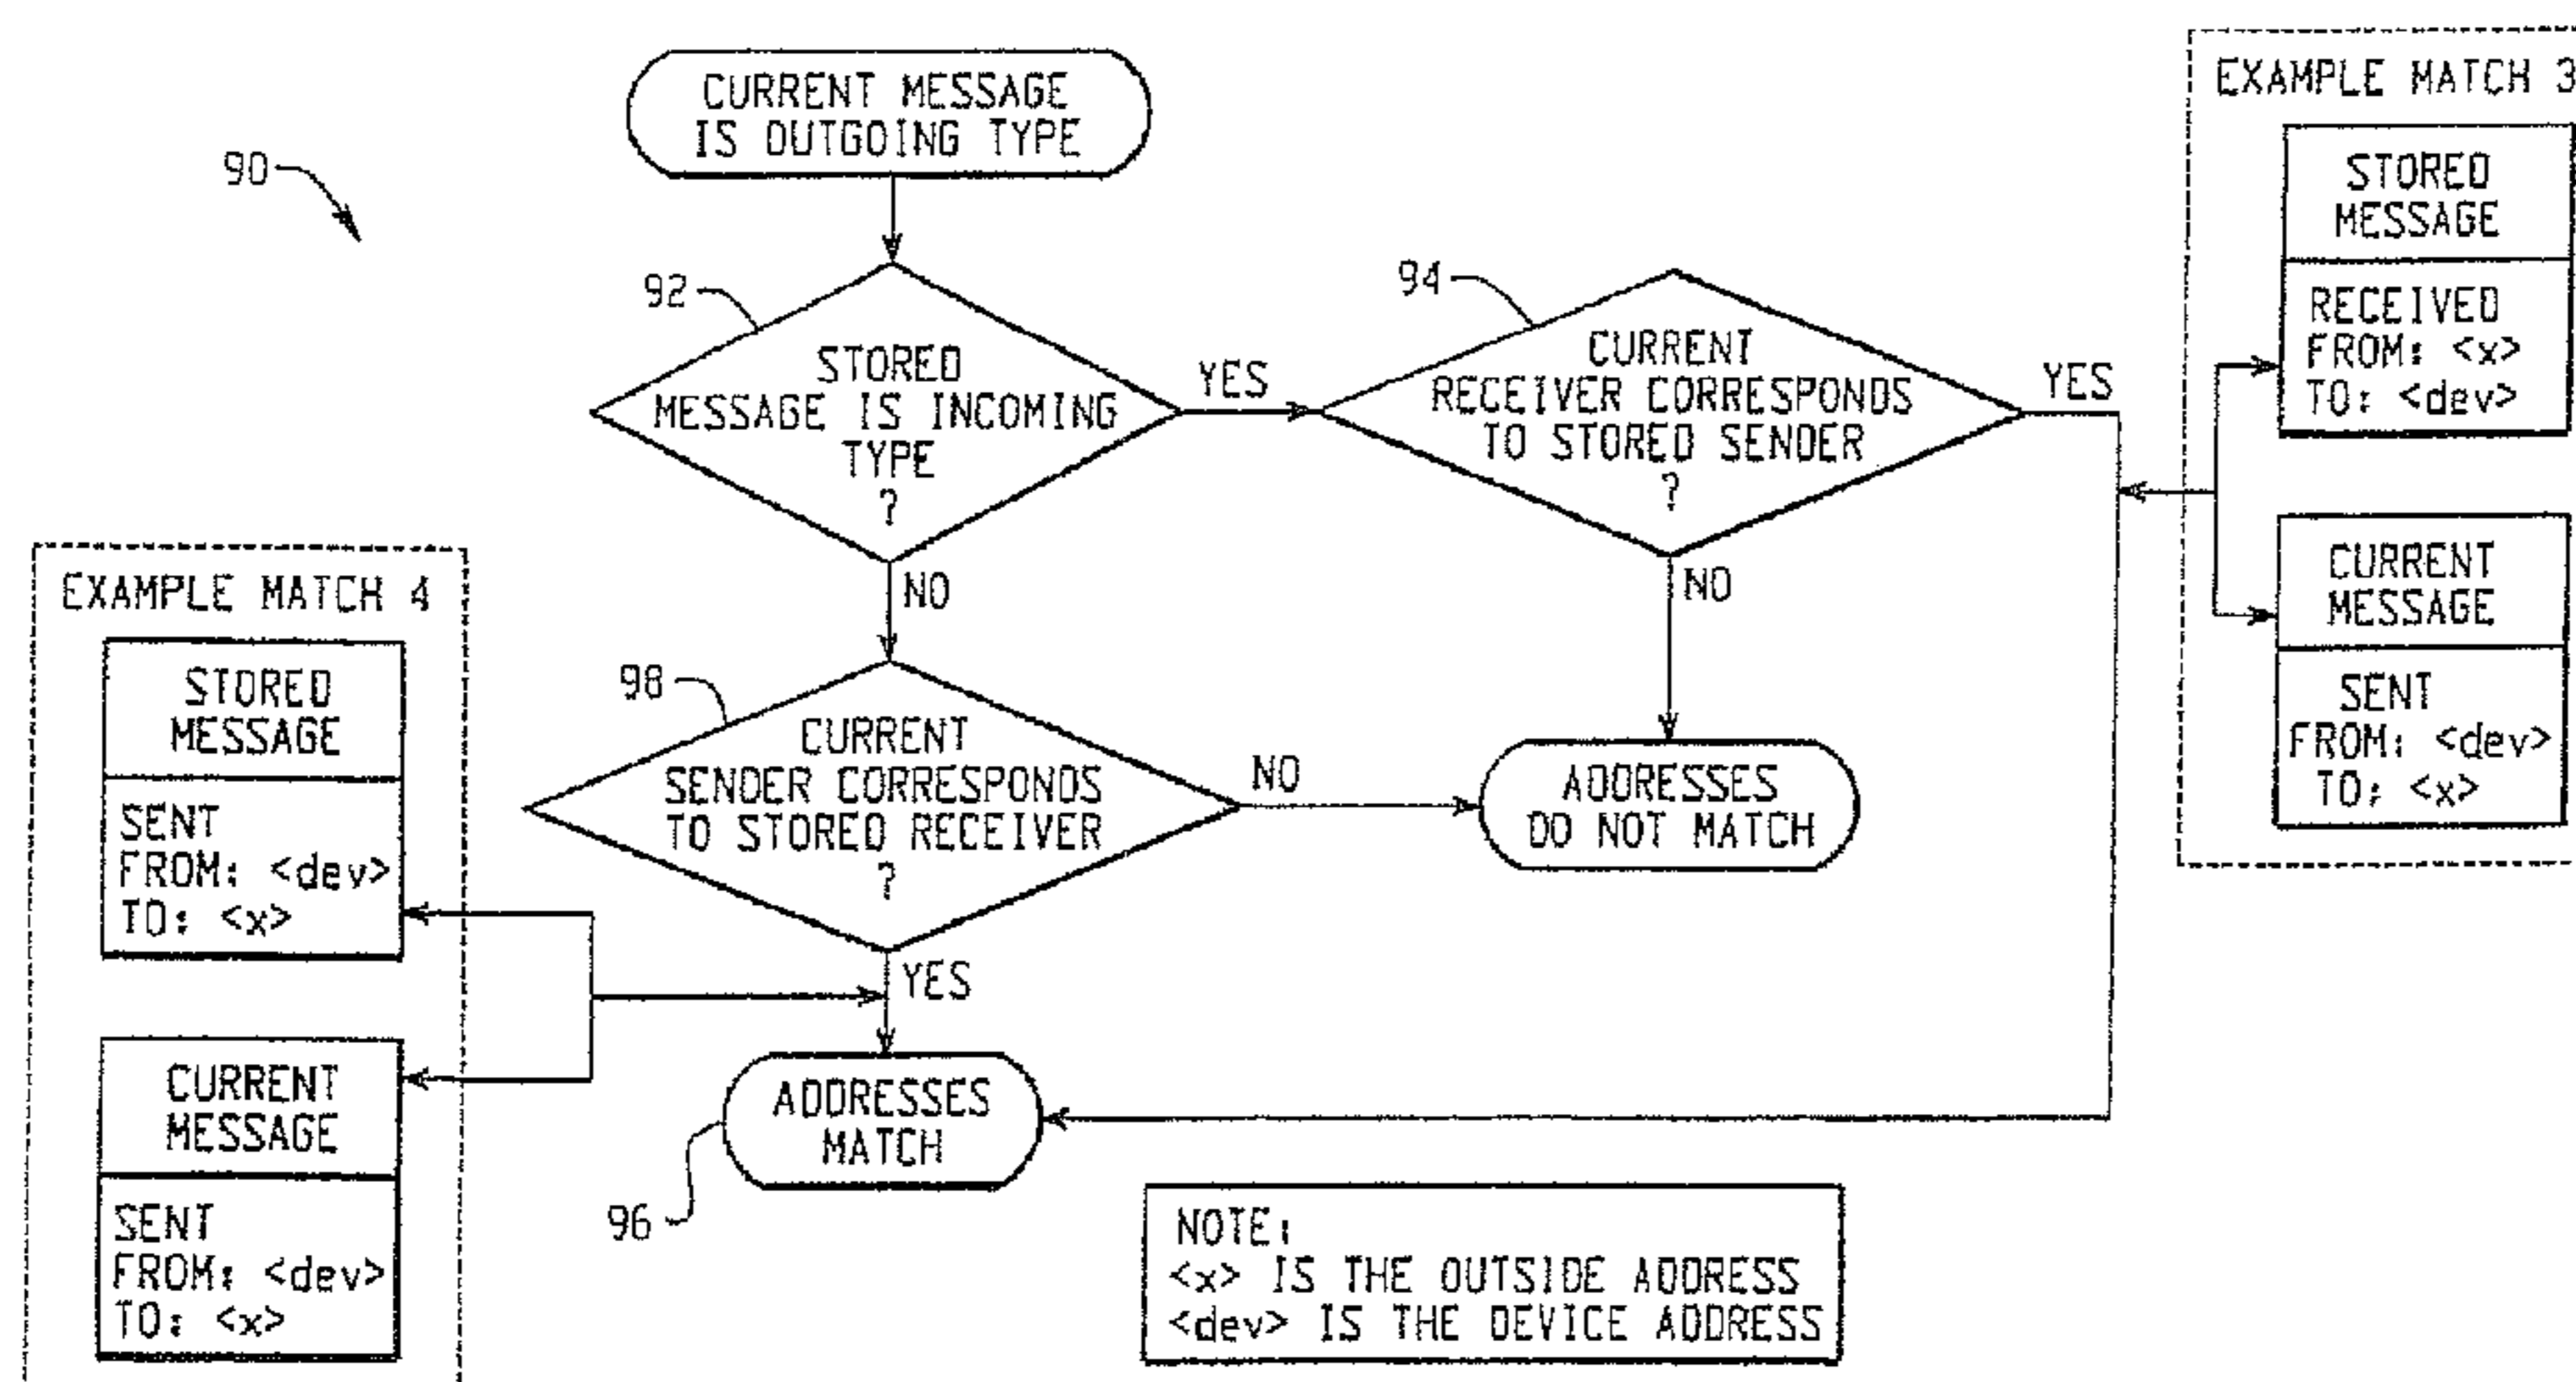 CURRENT MESSAGE
IS OUTGOING TYPE
90
92
STORED
MESSAGE IS INCOMING
TYPE
?
YES
NO
94
CURRENT
RECEIVER CORRESPONDS
TO STORED SENDER
?
YES
NO
EXAMPLE MATCH 3
STORED
MESSAGE
RECEIVED
FROM: <x>
TO: <dev>
CURRENT
MESSAGE
SENT
FROM: <dev>
TO: <x>
EXAMPLE MATCH 4
STORED
MESSAGE
SENT
FROM: <dev>
TO: <x>
CURRENT
MESSAGE
SENT
FROM: <dev>
TO: <x>
98
CURRENT
SENDER CORRESPONDS
TO STORED RECEIVER
?
NO
YES
ADDRESSES
DO NOT MATCH
ADDRESSES
MATCH
96
NOTE:
<x> IS THE OUTSIDE ADDRESS
<dev> IS THE DEVICE ADDRESS